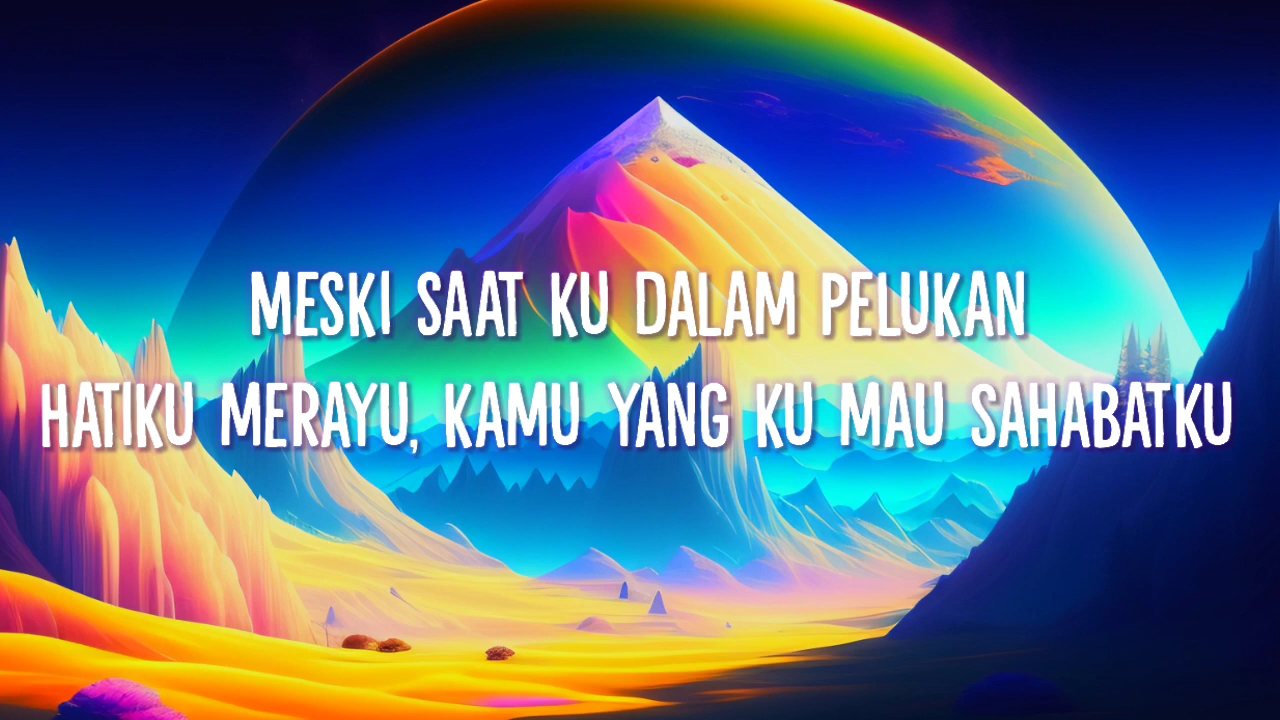 MESKI SAAT KU DALAM PELUKAN
HATIKU MERAYU, KAMU YANG KU MAU SAHABATKU